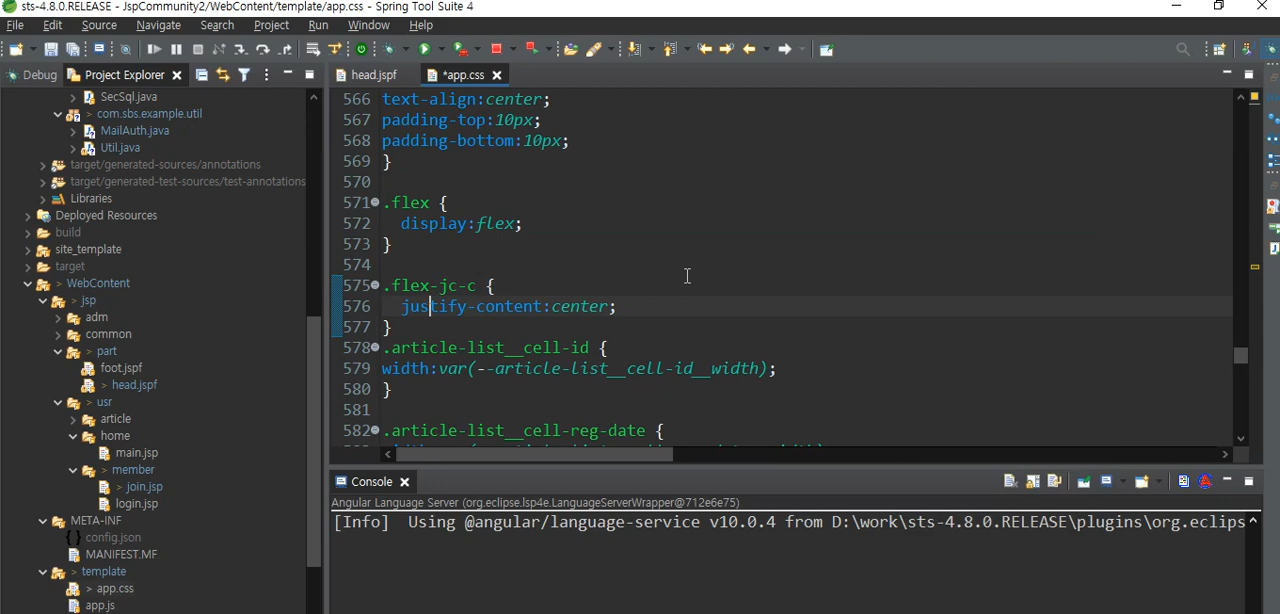 sts-4.8.0.RELEASE - JspCommunity2/WebContent/template/app.css - Spring Tool Suite 4
File Edit Source Navigate Search Project Run Window Help
Debug Project Explorer
head.jspf *app.css
SecSql.java
> com.sbs.example.util
MailAuth.java
Util.java
target/generated-sources/annotations
target/generated-test-sources/test-annotations
Libraries
Deployed Resources
build
site_template
target
> WebContent
> jsp
adm
common
> part
foot.jspf
> head.jspf
> usr
article
home
main.jsp
> member
> join.jsp
login.jsp
META-INF
config.json
MANIFEST.MF
> template
> app.css
app.js
566 text-align:center;
567 padding-top:10px;
568 padding-bottom:10px;
569 }
570
571 .flex {
572 display:flex;
573 }
574
575 .flex-jc-c {
576 justify-content:center;
577 }
578 .article-list__cell-id {
579 width:var(--article-list__cell-id__width);
580 }
581
582 .article-list__cell-reg-date {
Console
Angular Language Server (org.eclipse.lsp4e.LanguageServerWrapper@712e6e75)
[Info] Using @angular/language-service v10.0.4 from D:\work\sts-4.8.0.RELEASE\plugins\org.eclips